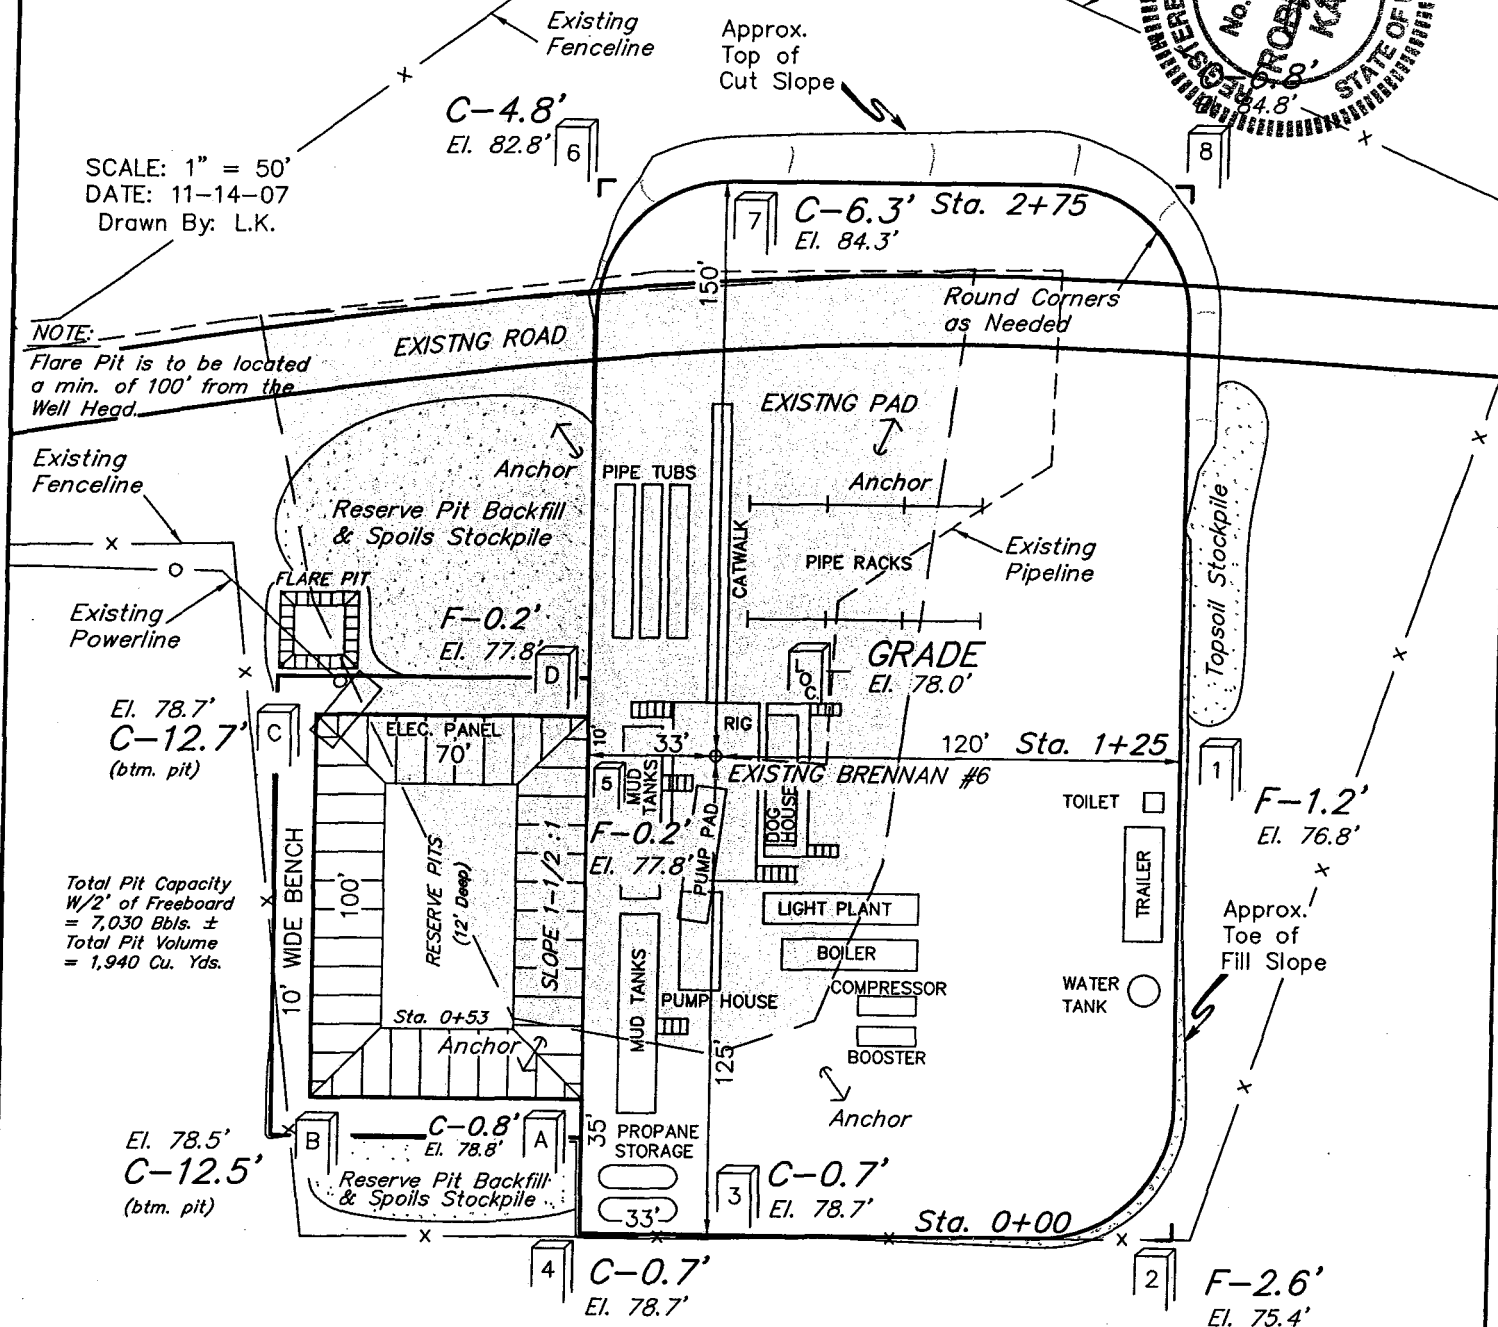 Existing
Fenceline
Approx.
Top of
Cut Slope
No.
STATE OF
84.8'
C-4.8'
El. 82.8'
6
8
SCALE: 1" = 50'
DATE: 11-14-07
Drawn By: L.K.
7
C-6.3'
Sta. 2+75
El. 84.3'
150'
Round Corners
as Needed
NOTE:
Flare Pit is to be located
a min. of 100' from the
Well Head.
EXISTNG ROAD
EXISTNG PAD
Existing
Fenceline
Anchor
PIPE TUBS
Anchor
Reserve Pit Backfill
& Spoils Stockpile
CATWALK
PIPE RACKS
Existing
Pipeline
Topsoil Stockpile
FLARE PIT
Existing
Powerline
F-0.2'
El. 77.8'
D
LOC.
GRADE
El. 78.0'
El. 78.7'
C-12.7'
(btm. pit)
C
ELEC. PANEL
70'
10'
33'
RIG
120'
Sta. 1+25
1
5
MUD
TANKS
EXISTNG BRENNAN #6
F-0.2'
El. 77.8'
PUMP PAD
DOG
HOUSE
TOILET
F-1.2'
El. 76.8'
TRAILER
Total Pit Capacity
W/2' of Freeboard
= 7,030 Bbls. ±
Total Pit Volume
= 1,940 Cu. Yds.
10' WIDE BENCH
100'
RESERVE PITS
(12' Deep)
SLOPE 1-1/2 :1
LIGHT PLANT
BOILER
Approx.
Toe of
Fill Slope
MUD TANKS
PUMP HOUSE
COMPRESSOR
WATER
TANK
Sta. 0+53
Anchor
125'
BOOSTER
Anchor
El. 78.5'
C-12.5'
(btm. pit)
B
C-0.8'
El. 78.8'
A
35'
PROPANE
STORAGE
Reserve Pit Backfill
& Spoils Stockpile
33'
3
C-0.7'
El. 78.7'
Sta. 0+00
4
C-0.7'
El. 78.7'
2
F-2.6'
El. 75.4'